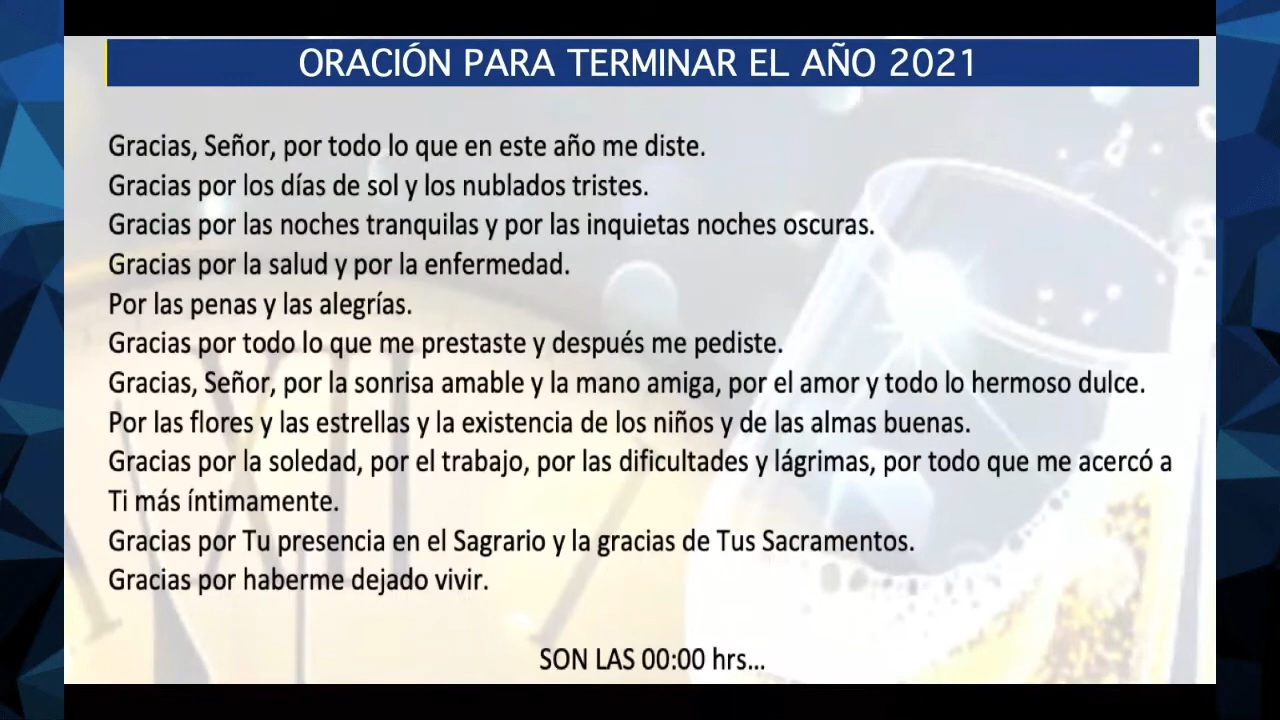 ORACIÓN PARA TERMINAR EL AÑO 2021
Gracias, Señor, por todo lo que en este año me diste.
Gracias por los días de sol y los nublados tristes.
Gracias por las noches tranquilas y por las inquietas noches oscuras.
Gracias por la salud y por la enfermedad.
Por las penas y las alegrías.
Gracias por todo lo que me prestaste y después me pediste.
Gracias, Señor, por la sonrisa amable y la mano amiga, por el amor y todo lo hermoso dulce.
Por las flores y las estrellas y la existencia de los niños y de las almas buenas.
Gracias por la soledad, por el trabajo, por las dificultades y lágrimas, por todo que me acercó a
Ti más íntimamente.
Gracias por Tu presencia en el Sagrario y la gracias de Tus Sacramentos.
Gracias por haberme dejado vivir.
SON LAS 00:00 hrs...